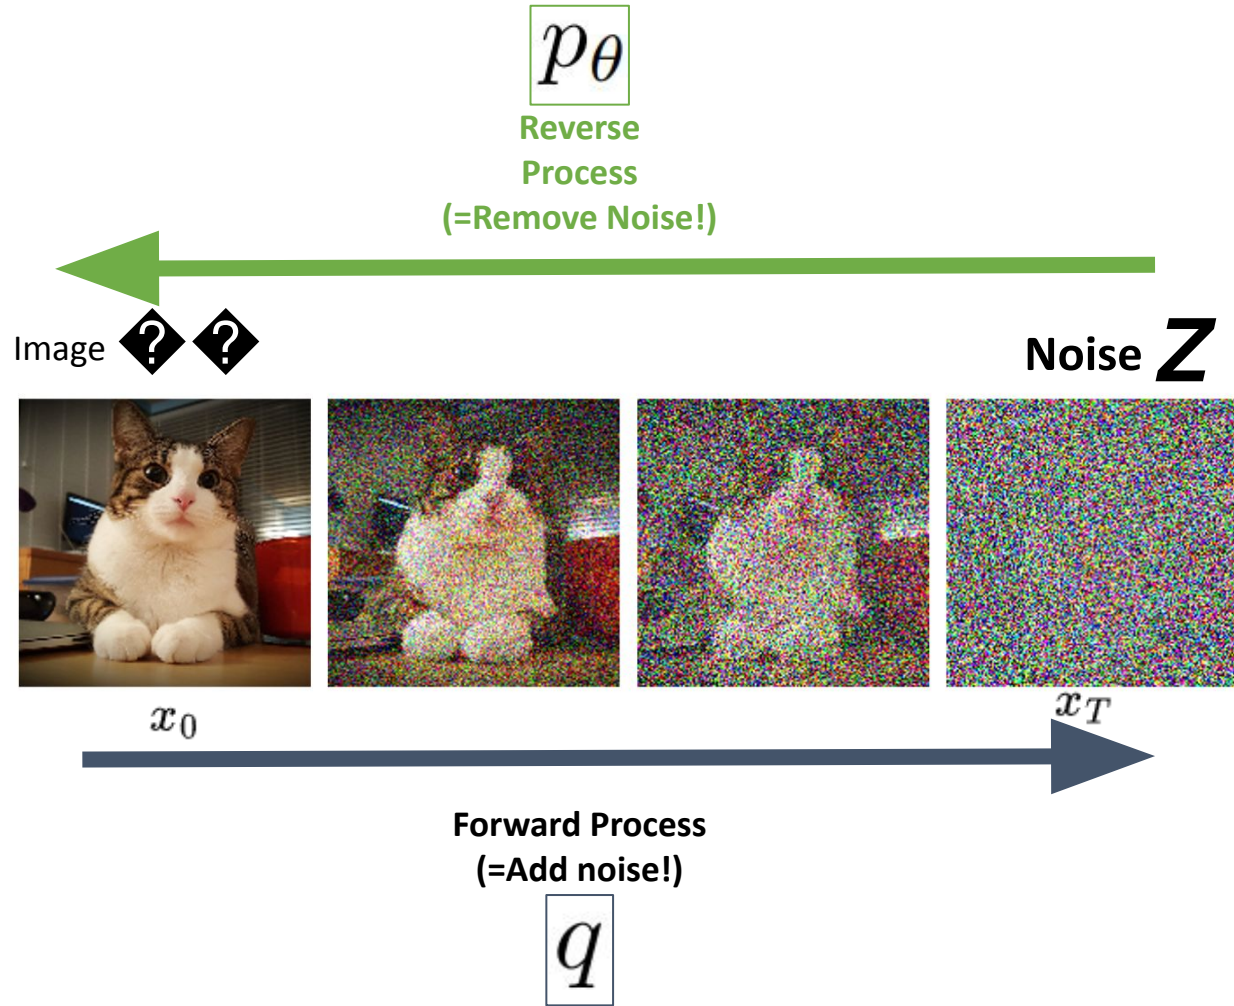 pθ
Reverse
Process
(=Remove Noise!)
Image ��
Noise Z
x0
xT
Forward Process
(=Add noise!)
q